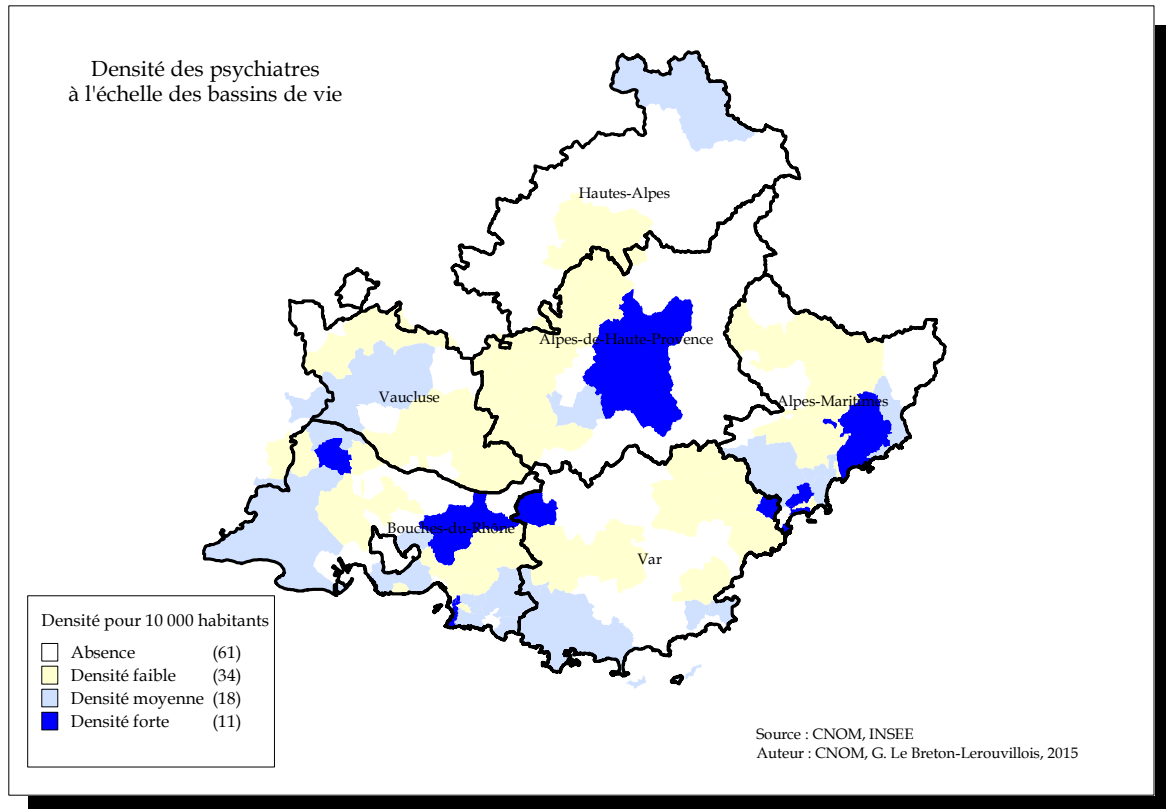 Densité des psychiatres
à l'échelle des bassins de vie
Hautes-Alpes
Alpes-de-Haute-Provence
Vaucluse
Alpes-Maritimes
Bouches-du-Rhône
Var
Densité pour 10 000 habitants
Absence (61)
Densité faible (34)
Densité moyenne (18)
Densité forte (11)
Source : CNOM, INSEE
Auteur : CNOM, G. Le Breton-Lerouvillois, 2015